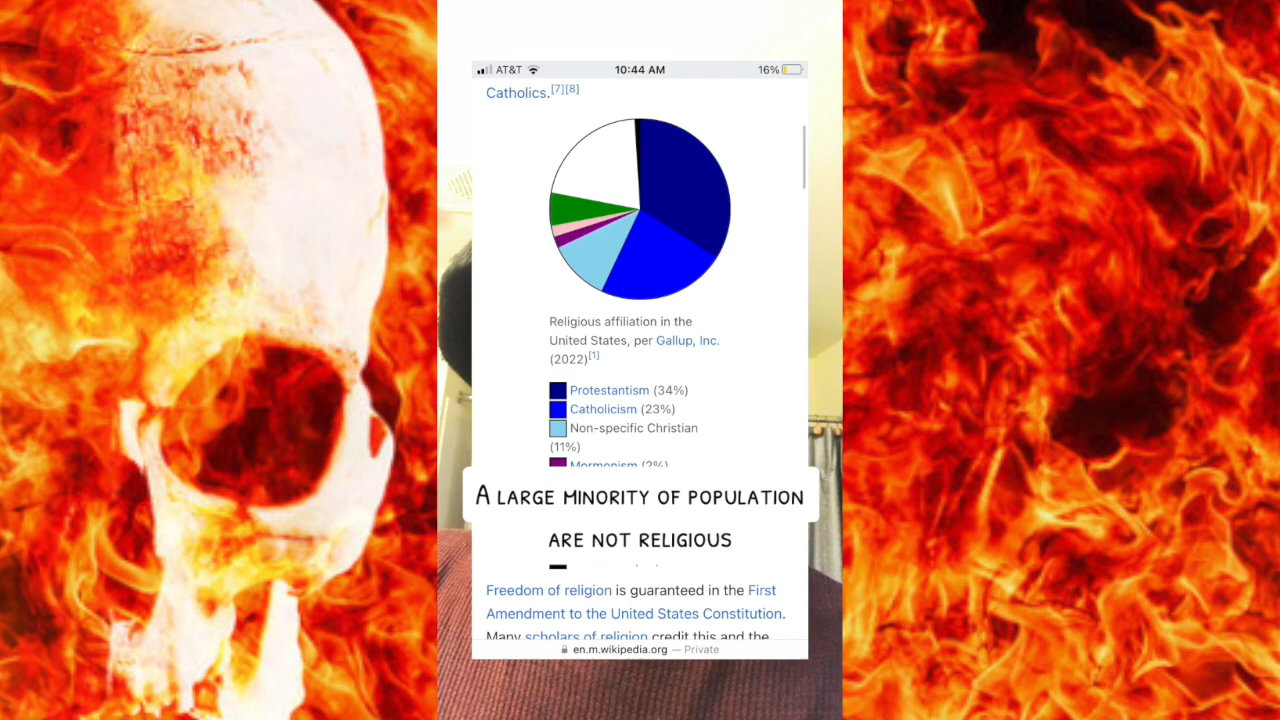 AT&T 10:44 AM 16%
Catholics.[7][8]
Religious affiliation in the
United States, per Gallup, Inc.
(2022)[1]
Protestantism (34%)
Catholicism (23%)
Non-specific Christian
(11%)
Mormonism (2%)
A LARGE MINORITY OF POPULATION
ARE NOT RELIGIOUS
Freedom of religion is guaranteed in the First
Amendment to the United States Constitution.
Many scholars of religion credit this and the
en.m.wikipedia.org — Private